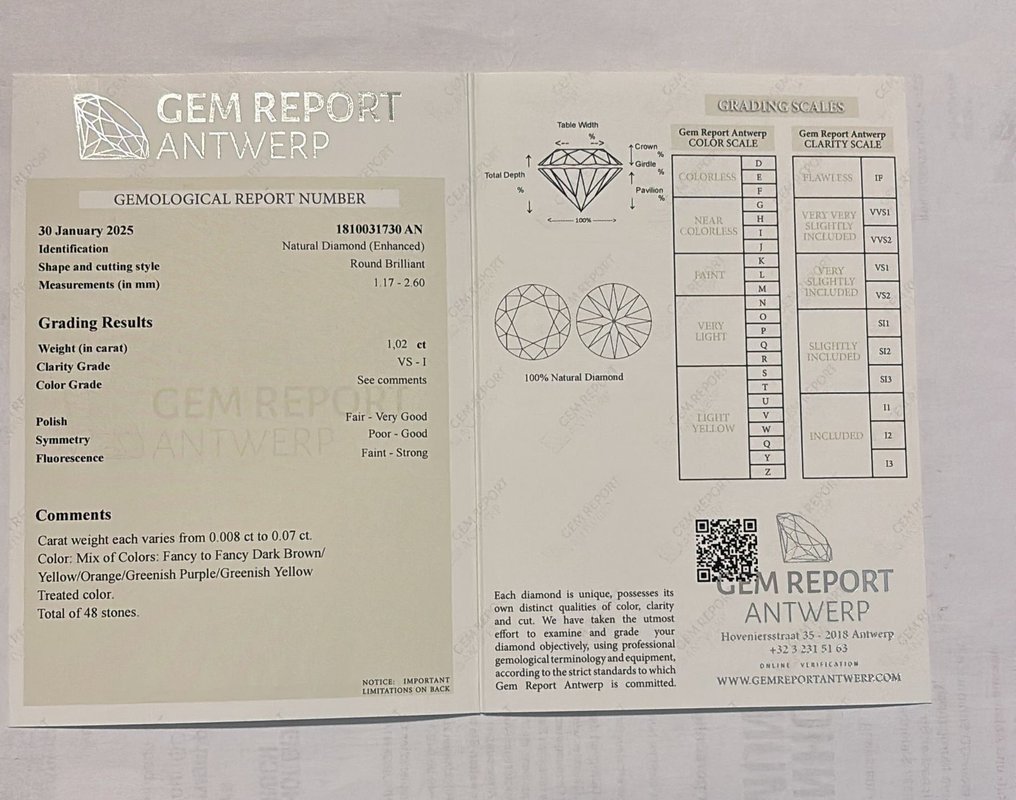 GEM REPORT
ANTWERP
GEMOLOGICAL REPORT NUMBER
30 January 2025 1810031730 AN
Identification Natural Diamond (Enhanced)
Shape and cutting style Round Brilliant
Measurements (in mm) 1.17 - 2.60
Grading Results
Weight (in carat) 1,02 ct
Clarity Grade VS - I
Color Grade See comments
Polish Fair - Very Good
Symmetry Poor - Good
Fluorescence Faint - Strong
GEM REPORT
ANTWERP
Comments
Carat weight each varies from 0.008 ct to 0.07 ct.
Color: Mix of Colors: Fancy to Fancy Dark Brown/
Yellow/Orange/Greenish Purple/Greenish Yellow
Treated color.
Total of 48 stones.
NOTICE: IMPORTANT
LIMITATIONS ON BACK
Table Width
%
Crown
%
Girdle
%
Total Depth
%
Pavilion
%
100%
100% Natural Diamond
Each diamond is unique, possesses its
own distinct qualities of color, clarity
and cut. We have taken the utmost
effort to examine and grade your
diamond objectively, using professional
gemological terminology and equipment,
according to the strict standards to which
Gem Report Antwerp is committed.
GRADING SCALES
Gem Report Antwerp
COLOR SCALE
COLORLESS
D
E
F
NEAR
COLORLESS
G
H
I
J
FAINT
K
L
M
VERY
LIGHT
N
O
P
Q
R
LIGHT
YELLOW
S
T
U
V
W
Q
Y
Z
Gem Report Antwerp
CLARITY SCALE
FLAWLESS
IF
VERY VERY
SLIGHTLY
INCLUDED
VVS1
VVS2
VERY
SLIGHTLY
INCLUDED
VS1
VS2
SLIGHTLY
INCLUDED
SI1
SI2
SI3
INCLUDED
I1
I2
I3
GEM REPORT
ANTWERP
Hoveniersstraat 35 - 2018 Antwerp
+32 3 231 51 63
ONLINE VERIFICATION
WWW.GEMREPORTANTWERP.COM